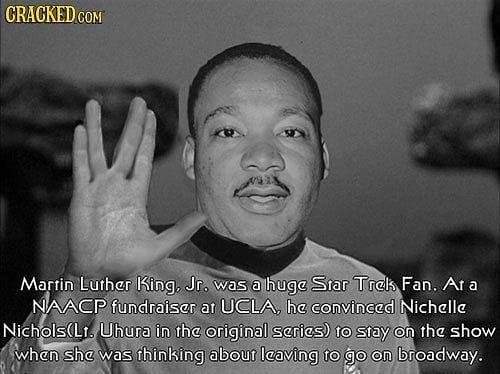 CRACKED.COM
Martin Luther King, Jr. was a huge Star Trek Fan. At a
NAACP fundraiser at UCLA, he convinced Nichelle
Nichols(Lt. Uhura in the original series) to stay on the show
when she was thinking about leaving to go on broadway.